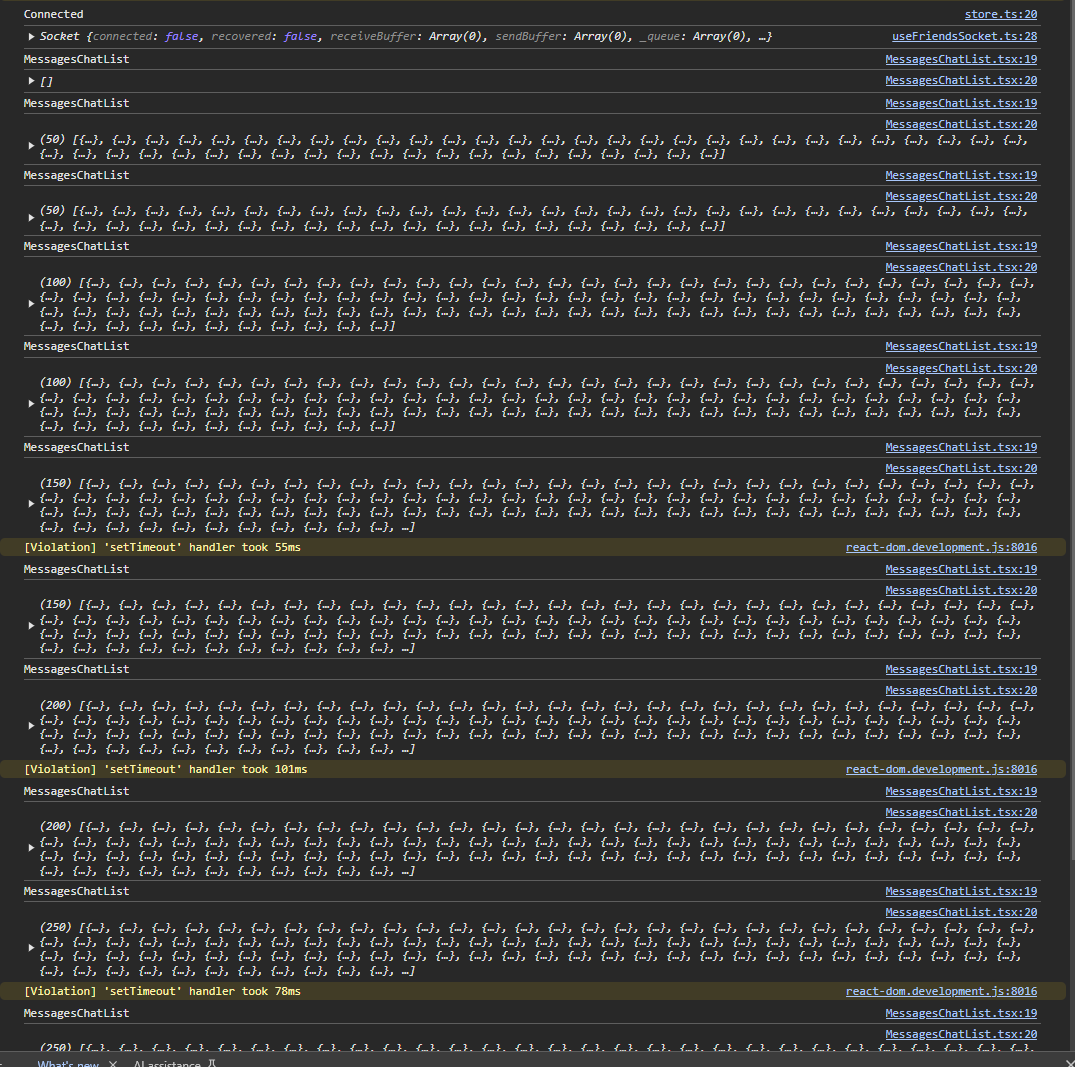 Connected store.ts:20
▶ Socket {connected: false, recovered: false, receiveBuffer: Array(0), sendBuffer: Array(0), _queue: Array(0), …} useFriendsSocket.ts:28
MessagesChatList MessagesChatList.tsx:19
▶ [] MessagesChatList.tsx:20
MessagesChatList MessagesChatList.tsx:19
MessagesChatList.tsx:20
(50) [{…}, {…}, {…}, {…}, {…}, {…}, {…}, {…}, {…}, {…}, {…}, {…}, {…}, {…}, {…}, {…}, {…}, {…}, {…}, {…}, {…}, {…}, {…}, {…}, {…}, {…}, {…}, {…}, {…},
{…}, {…}, {…}, {…}, {…}, {…}, {…}, {…}, {…}, {…}, {…}, {…}, {…}, {…}, {…}, {…}, {…}, {…}, {…}, {…}, {…}]
MessagesChatList MessagesChatList.tsx:19
MessagesChatList.tsx:20
(50) [{…}, {…}, {…}, {…}, {…}, {…}, {…}, {…}, {…}, {…}, {…}, {…}, {…}, {…}, {…}, {…}, {…}, {…}, {…}, {…}, {…}, {…}, {…}, {…}, {…}, {…}, {…}, {…}, {…},
{…}, {…}, {…}, {…}, {…}, {…}, {…}, {…}, {…}, {…}, {…}, {…}, {…}, {…}, {…}, {…}, {…}, {…}, {…}, {…}, {…}]
MessagesChatList MessagesChatList.tsx:19
MessagesChatList.tsx:20
(100) [{…}, {…}, {…}, {…}, {…}, {…}, {…}, {…}, {…}, {…}, {…}, {…}, {…}, {…}, {…}, {…}, {…}, {…}, {…}, {…}, {…}, {…}, {…}, {…}, {…}, {…}, {…}, {…}, {…},
{…}, {…}, {…}, {…}, {…}, {…}, {…}, {…}, {…}, {…}, {…}, {…}, {…}, {…}, {…}, {…}, {…}, {…}, {…}, {…}, {…}, {…}, {…}, {…}, {…}, {…}, {…}, {…}, {…}, {…},
{…}, {…}, {…}, {…}, {…}, {…}, {…}, {…}, {…}, {…}, {…}, {…}, {…}, {…}, {…}, {…}, {…}, {…}, {…}, {…}, {…}, {…}, {…}, {…}, {…}, {…}, {…}, {…}, {…}, {…},
{…}, {…}, {…}, {…}, {…}, {…}, {…}, {…}, {…}, {…}, {…}]
MessagesChatList MessagesChatList.tsx:19
MessagesChatList.tsx:20
(100) [{…}, {…}, {…}, {…}, {…}, {…}, {…}, {…}, {…}, {…}, {…}, {…}, {…}, {…}, {…}, {…}, {…}, {…}, {…}, {…}, {…}, {…}, {…}, {…}, {…}, {…}, {…}, {…}, {…},
{…}, {…}, {…}, {…}, {…}, {…}, {…}, {…}, {…}, {…}, {…}, {…}, {…}, {…}, {…}, {…}, {…}, {…}, {…}, {…}, {…}, {…}, {…}, {…}, {…}, {…}, {…}, {…}, {…}, {…},
{…}, {…}, {…}, {…}, {…}, {…}, {…}, {…}, {…}, {…}, {…}, {…}, {…}, {…}, {…}, {…}, {…}, {…}, {…}, {…}, {…}, {…}, {…}, {…}, {…}, {…}, {…}, {…}, {…}, {…},
{…}, {…}, {…}, {…}, {…}, {…}, {…}, {…}, {…}, {…}, {…}]
MessagesChatList MessagesChatList.tsx:19
MessagesChatList.tsx:20
(150) [{…}, {…}, {…}, {…}, {…}, {…}, {…}, {…}, {…}, {…}, {…}, {…}, {…}, {…}, {…}, {…}, {…}, {…}, {…}, {…}, {…}, {…}, {…}, {…}, {…}, {…}, {…}, {…}, {…},
{…}, {…}, {…}, {…}, {…}, {…}, {…}, {…}, {…}, {…}, {…}, {…}, {…}, {…}, {…}, {…}, {…}, {…}, {…}, {…}, {…}, {…}, {…}, {…}, {…}, {…}, {…}, {…}, {…}, {…},
{…}, {…}, {…}, {…}, {…}, {…}, {…}, {…}, {…}, {…}, {…}, {…}, {…}, {…}, {…}, {…}, {…}, {…}, {…}, {…}, {…}, {…}, {…}, {…}, {…}, {…}, {…}, {…}, {…}, {…},
{…}, {…}, {…}, {…}, {…}, {…}, {…}, {…}, {…}, {…}, {…}, …]
[Violation] 'setTimeout' handler took 55ms react-dom.development.js:8016
MessagesChatList MessagesChatList.tsx:19
MessagesChatList.tsx:20
(150) [{…}, {…}, {…}, {…}, {…}, {…}, {…}, {…}, {…}, {…}, {…}, {…}, {…}, {…}, {…}, {…}, {…}, {…}, {…}, {…}, {…}, {…}, {…}, {…}, {…}, {…}, {…}, {…}, {…},
{…}, {…}, {…}, {…}, {…}, {…}, {…}, {…}, {…}, {…}, {…}, {…}, {…}, {…}, {…}, {…}, {…}, {…}, {…}, {…}, {…}, {…}, {…}, {…}, {…}, {…}, {…}, {…}, {…}, {…},
{…}, {…}, {…}, {…}, {…}, {…}, {…}, {…}, {…}, {…}, {…}, {…}, {…}, {…}, {…}, {…}, {…}, {…}, {…}, {…}, {…}, {…}, {…}, {…}, {…}, {…}, {…}, {…}, {…}, {…},
{…}, {…}, {…}, {…}, {…}, {…}, {…}, {…}, {…}, {…}, {…}, …]
MessagesChatList MessagesChatList.tsx:19
MessagesChatList.tsx:20
(200) [{…}, {…}, {…}, {…}, {…}, {…}, {…}, {…}, {…}, {…}, {…}, {…}, {…}, {…}, {…}, {…}, {…}, {…}, {…}, {…}, {…}, {…}, {…}, {…}, {…}, {…}, {…}, {…}, {…},
{…}, {…}, {…}, {…}, {…}, {…}, {…}, {…}, {…}, {…}, {…}, {…}, {…}, {…}, {…}, {…}, {…}, {…}, {…}, {…}, {…}, {…}, {…}, {…}, {…}, {…}, {…}, {…}, {…}, {…},
{…}, {…}, {…}, {…}, {…}, {…}, {…}, {…}, {…}, {…}, {…}, {…}, {…}, {…}, {…}, {…}, {…}, {…}, {…}, {…}, {…}, {…}, {…}, {…}, {…}, {…}, {…}, {…}, {…}, {…},
{…}, {…}, {…}, {…}, {…}, {…}, {…}, {…}, {…}, {…}, {…}, …]
[Violation] 'setTimeout' handler took 101ms react-dom.development.js:8016
MessagesChatList MessagesChatList.tsx:19
MessagesChatList.tsx:20
(200) [{…}, {…}, {…}, {…}, {…}, {…}, {…}, {…}, {…}, {…}, {…}, {…}, {…}, {…}, {…}, {…}, {…}, {…}, {…}, {…}, {…}, {…}, {…}, {…}, {…}, {…}, {…}, {…}, {…},
{…}, {…}, {…}, {…}, {…}, {…}, {…}, {…}, {…}, {…}, {…}, {…}, {…}, {…}, {…}, {…}, {…}, {…}, {…}, {…}, {…}, {…}, {…}, {…}, {…}, {…}, {…}, {…}, {…}, {…},
{…}, {…}, {…}, {…}, {…}, {…}, {…}, {…}, {…}, {…}, {…}, {…}, {…}, {…}, {…}, {…}, {…}, {…}, {…}, {…}, {…}, {…}, {…}, {…}, {…}, {…}, {…}, {…}, {…}, {…},
{…}, {…}, {…}, {…}, {…}, {…}, {…}, {…}, {…}, {…}, {…}, …]
MessagesChatList MessagesChatList.tsx:19
MessagesChatList.tsx:20
(250) [{…}, {…}, {…}, {…}, {…}, {…}, {…}, {…}, {…}, {…}, {…}, {…}, {…}, {…}, {…}, {…}, {…}, {…}, {…}, {…}, {…}, {…}, {…}, {…}, {…}, {…}, {…}, {…}, {…},
{…}, {…}, {…}, {…}, {…}, {…}, {…}, {…}, {…}, {…}, {…}, {…}, {…}, {…}, {…}, {…}, {…}, {…}, {…}, {…}, {…}, {…}, {…}, {…}, {…}, {…}, {…}, {…}, {…}, {…},
{…}, {…}, {…}, {…}, {…}, {…}, {…}, {…}, {…}, {…}, {…}, {…}, {…}, {…}, {…}, {…}, {…}, {…}, {…}, {…}, {…}, {…}, {…}, {…}, {…}, {…}, {…}, {…}, {…}, {…},
{…}, {…}, {…}, {…}, {…}, {…}, {…}, {…}, {…}, {…}, {…}, …]
[Violation] 'setTimeout' handler took 78ms react-dom.development.js:8016
MessagesChatList MessagesChatList.tsx:19
MessagesChatList.tsx:20
(250) [{…}, {…}, {…}, {…}, {…}, {…}, {…}, {…}, {…}, {…}, {…}, {…}, {…}, {…}, {…}, {…}, {…}, {…}, {…}, {…}, {…}, {…}, {…}, {…}, {…}, {…}, {…}, {…}, {…},
What's new AI assistance